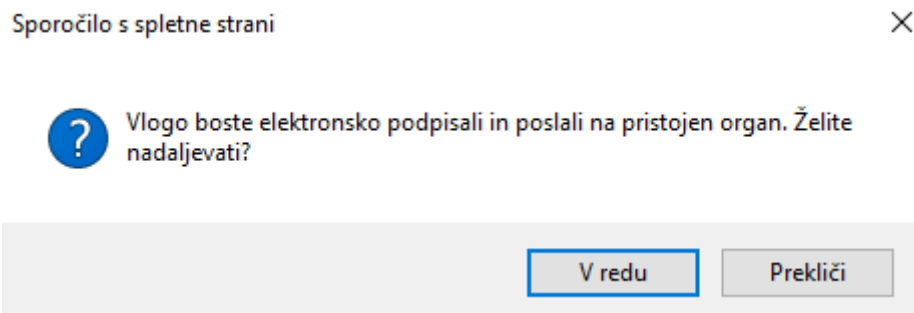 Sporočilo s spletne strani
Vlogo boste elektronsko podpisali in poslali na pristojen organ. Želite
nadaljevati?
V redu
Prekliči